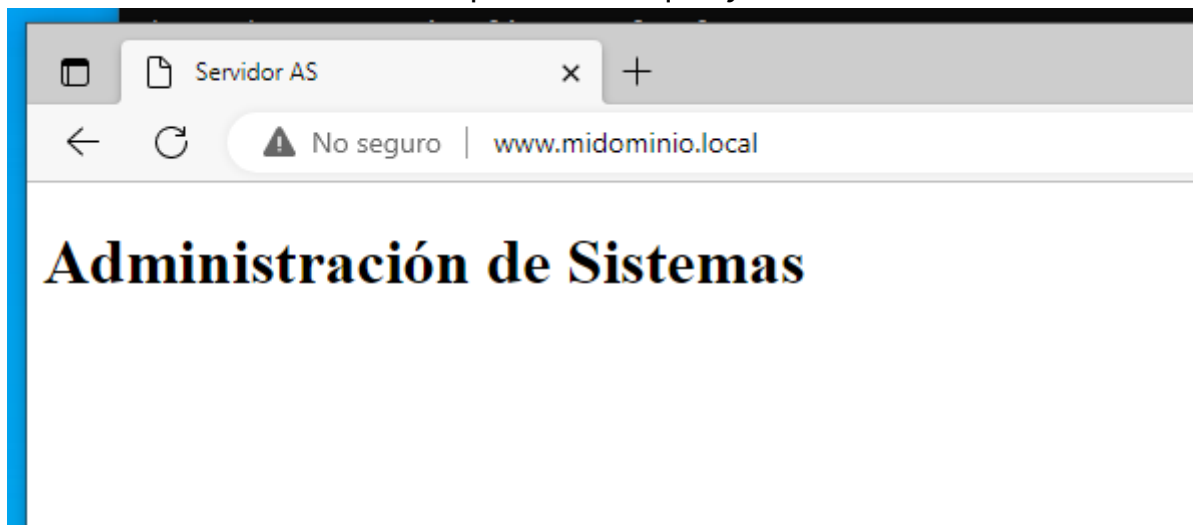 Servidor AS
No seguro
www.midominio.local
Administración de Sistemas